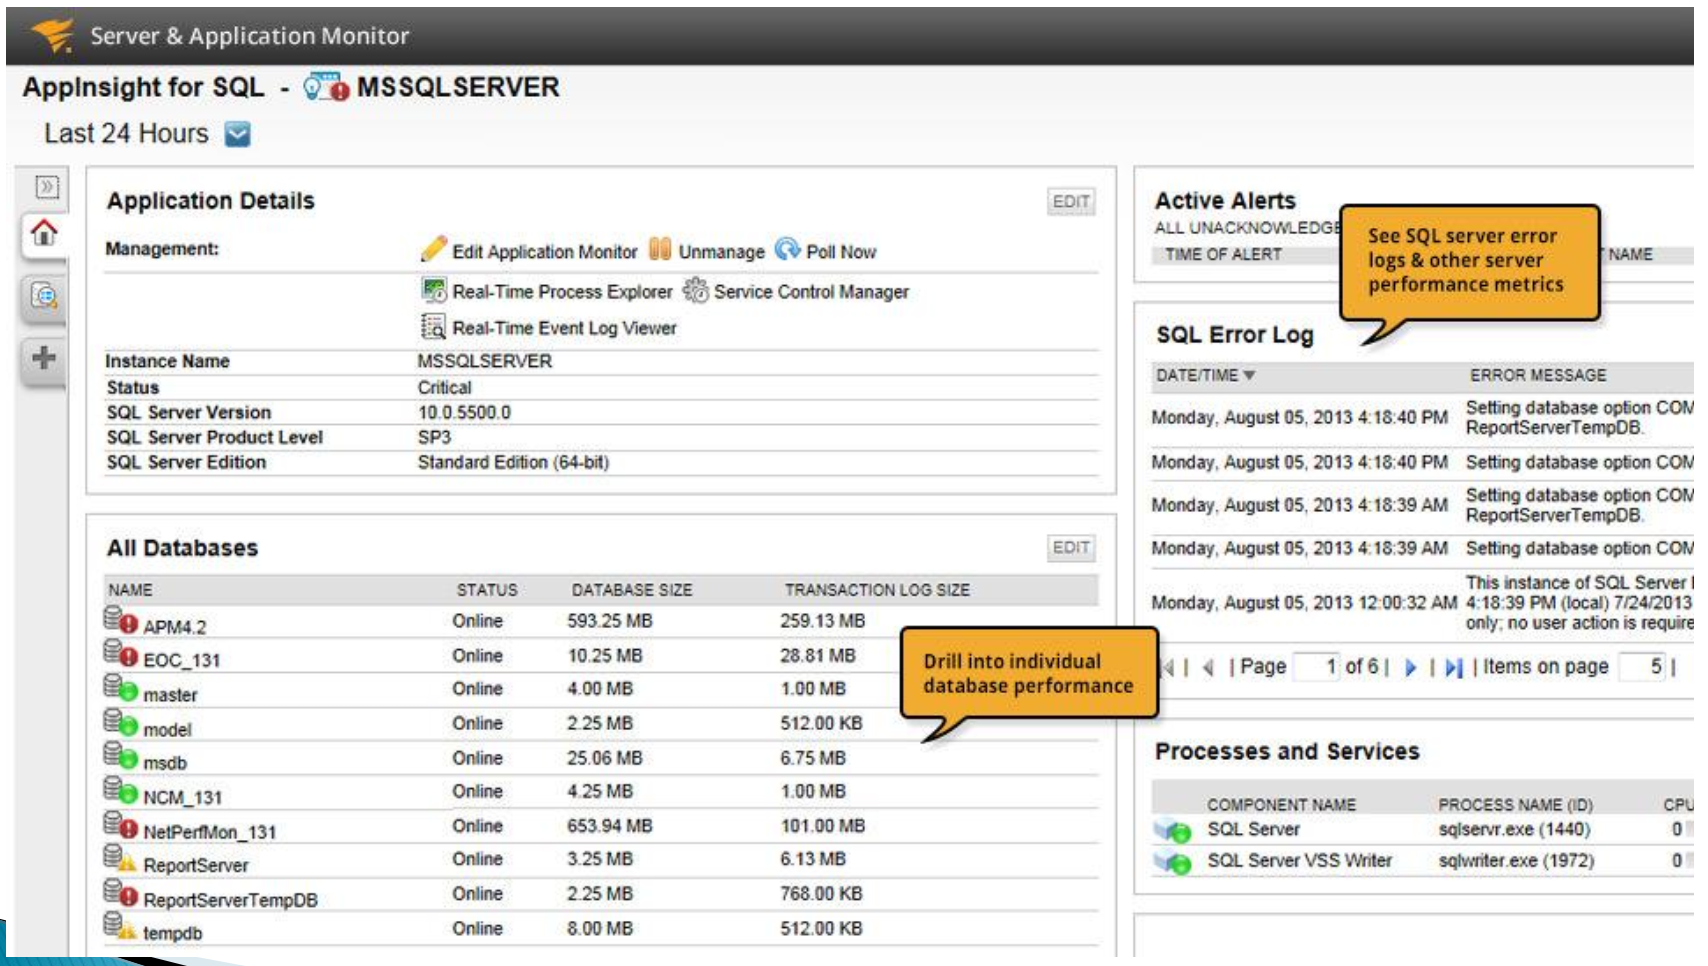 Server & Application Monitor
AppInsight for SQL - MSSQLSERVER
Last 24 Hours
Application Details
EDIT
Management:
Edit Application Monitor Unmanage Poll Now
Real-Time Process Explorer Service Control Manager
Real-Time Event Log Viewer
Instance Name MSSQLSERVER
Status Critical
SQL Server Version 10.0.5500.0
SQL Server Product Level SP3
SQL Server Edition Standard Edition (64-bit)
All Databases
EDIT
NAME STATUS DATABASE SIZE TRANSACTION LOG SIZE
APM4.2 Online 593.25 MB 259.13 MB
EOC_131 Online 10.25 MB 28.81 MB
master Online 4.00 MB 1.00 MB
model Online 2.25 MB 512.00 KB
msdb Online 25.06 MB 6.75 MB
NCM_131 Online 4.25 MB 1.00 MB
NetPerfMon_131 Online 653.94 MB 101.00 MB
ReportServer Online 3.25 MB 6.13 MB
ReportServerTempDB Online 2.25 MB 768.00 KB
tempdb Online 8.00 MB 512.00 KB
Drill into individual
database performance
Active Alerts
ALL UNACKNOWLEDGE
TIME OF ALERT NAME
See SQL server error
logs & other server
performance metrics
SQL Error Log
DATE/TIME ERROR MESSAGE
Monday, August 05, 2013 4:18:40 PM Setting database option COM
ReportServerTempDB.
Monday, August 05, 2013 4:18:40 PM Setting database option COM
Monday, August 05, 2013 4:18:39 AM Setting database option COM
ReportServerTempDB.
Monday, August 05, 2013 4:18:39 AM Setting database option COM
This instance of SQL Server
Monday, August 05, 2013 12:00:32 AM 4:18:39 PM (local) 7/24/2013
only; no user action is require
| Page 1 of 6 | | | Items on page 5 |
Processes and Services
COMPONENT NAME PROCESS NAME (ID) CPU
SQL Server sqlservr.exe (1440) 0
SQL Server VSS Writer sqlwriter.exe (1972) 0